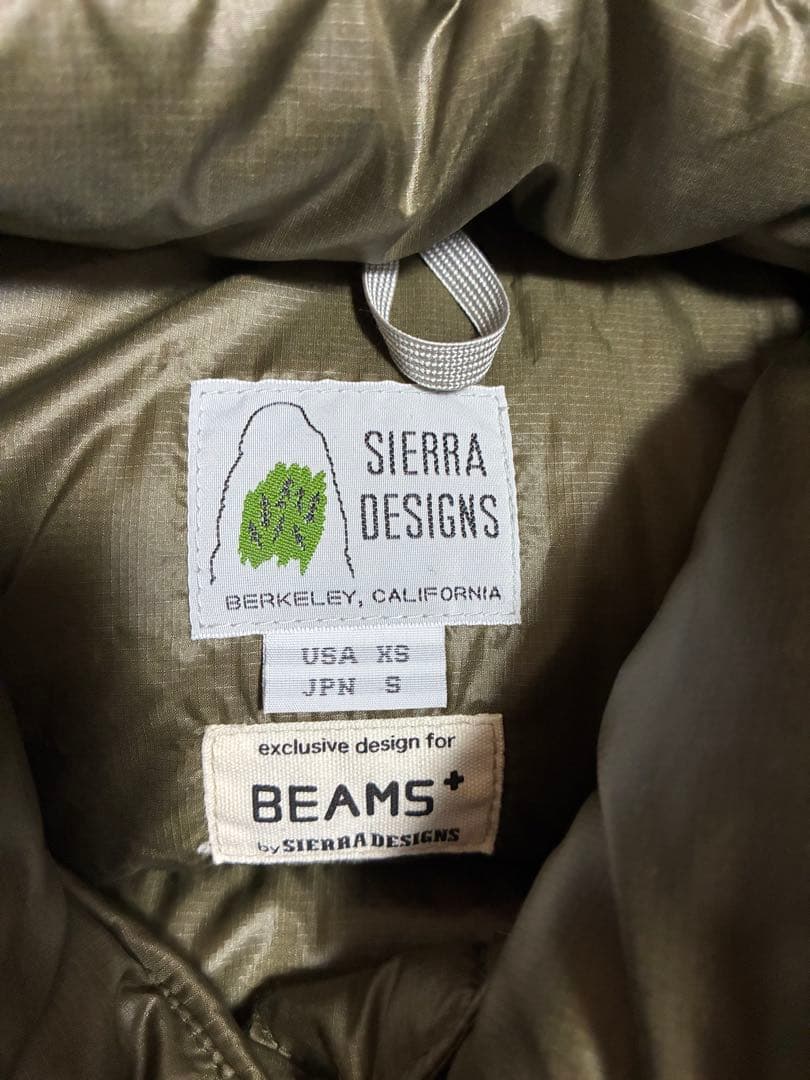 SIERRA
DESIGNS
BERKELEY, CALIFORNIA
USA XS
JPN S
exclusive design for
BEAMS+
by SIERRA DESIGNS